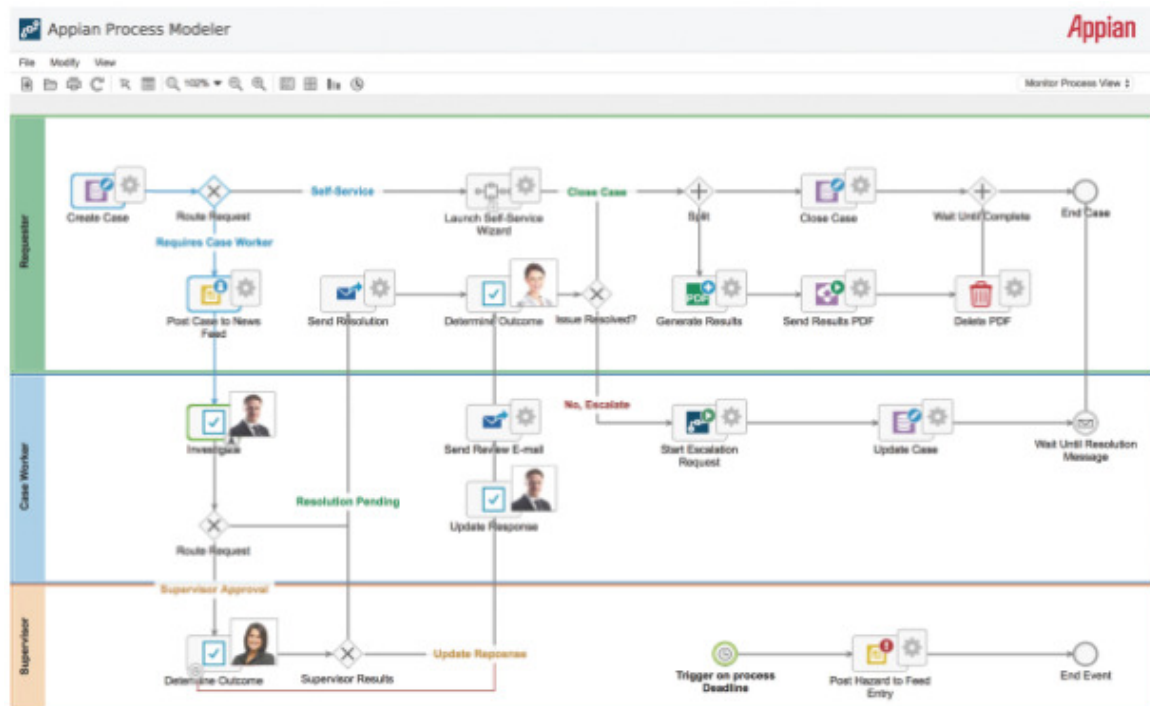 Appian Process Modeler
Appian
File Modify View
102%
Monitor Process View
Requester
Create Case
Route Request
Self-Service
Launch Self-Service
Wizard
Close Case
Split
Close Case
Wait Until Complete
End Case
Requires Case Worker
Post Case to News
Feed
Send Resolution
Determine Outcome
Issue Resolved?
PDF
Generate Results
Send Results PDF
Delete PDF
Case Worker
Investigate
Send Review E-mail
No, Escalate
Start Escalation
Request
Update Case
Wait Until Resolution
Message
Resolution Pending
Update Response
Route Request
Supervisor
Supervisor Approval
Determine Outcome
Supervisor Results
Update Reponse
Trigger on process
Deadline
Post Hazard to Feed
Entry
End Event